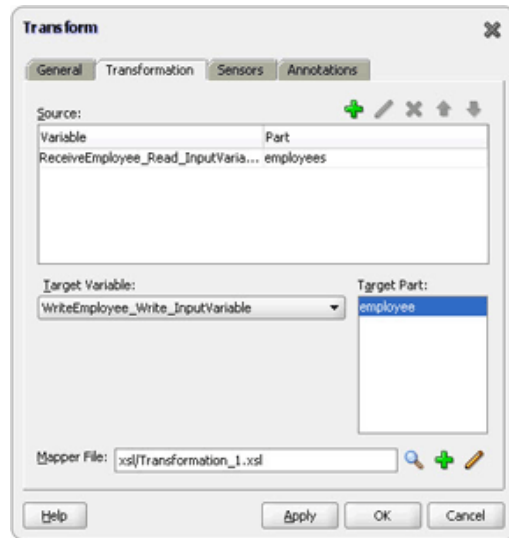 Transform
General Transformation Sensors Annotations
Source:
Variable Part
ReceiveEmployee_Read_InputVaria... employees
Target Variable: Target Part:
WriteEmployee_Write_InputVariable employee
Mapper File: xsl/Transformation_1.xsl
Help Apply OK Cancel